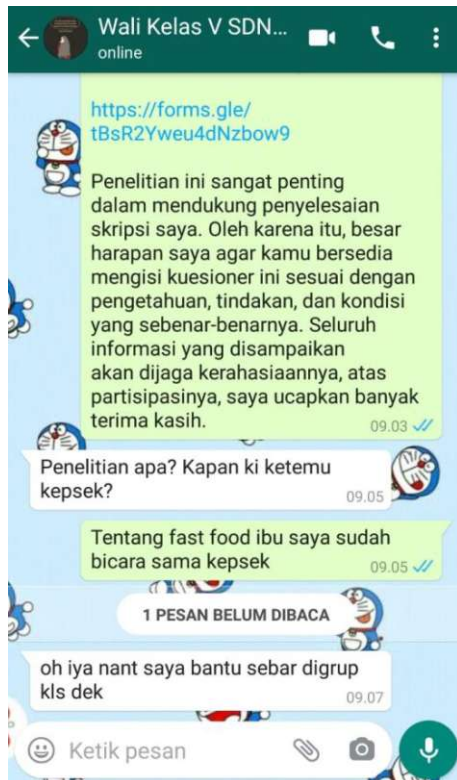 Wali Kelas V SDN...
online
https://forms.gle/
tBsR2Yweu4dNzbow9
Penelitian ini sangat penting
dalam mendukung penyelesaian
skripsi saya. Oleh karena itu, besar
harapan saya agar kamu bersedia
mengisi kuesioner ini sesuai dengan
pengetahuan, tindakan, dan kondisi
yang sebenar-benarnya. Seluruh
informasi yang disampaikan
akan dijaga kerahasiaannya, atas
partisipasinya, saya ucapkan banyak
terima kasih.
09.03
Penelitian apa? Kapan ki ketemu
kepsek?
09.05
Tentang fast food ibu saya sudah
bicara sama kepsek
09.05
1 PESAN BELUM DIBACA
oh iya nant saya bantu sebar digrup
kls dek
09.07
Ketik pesan